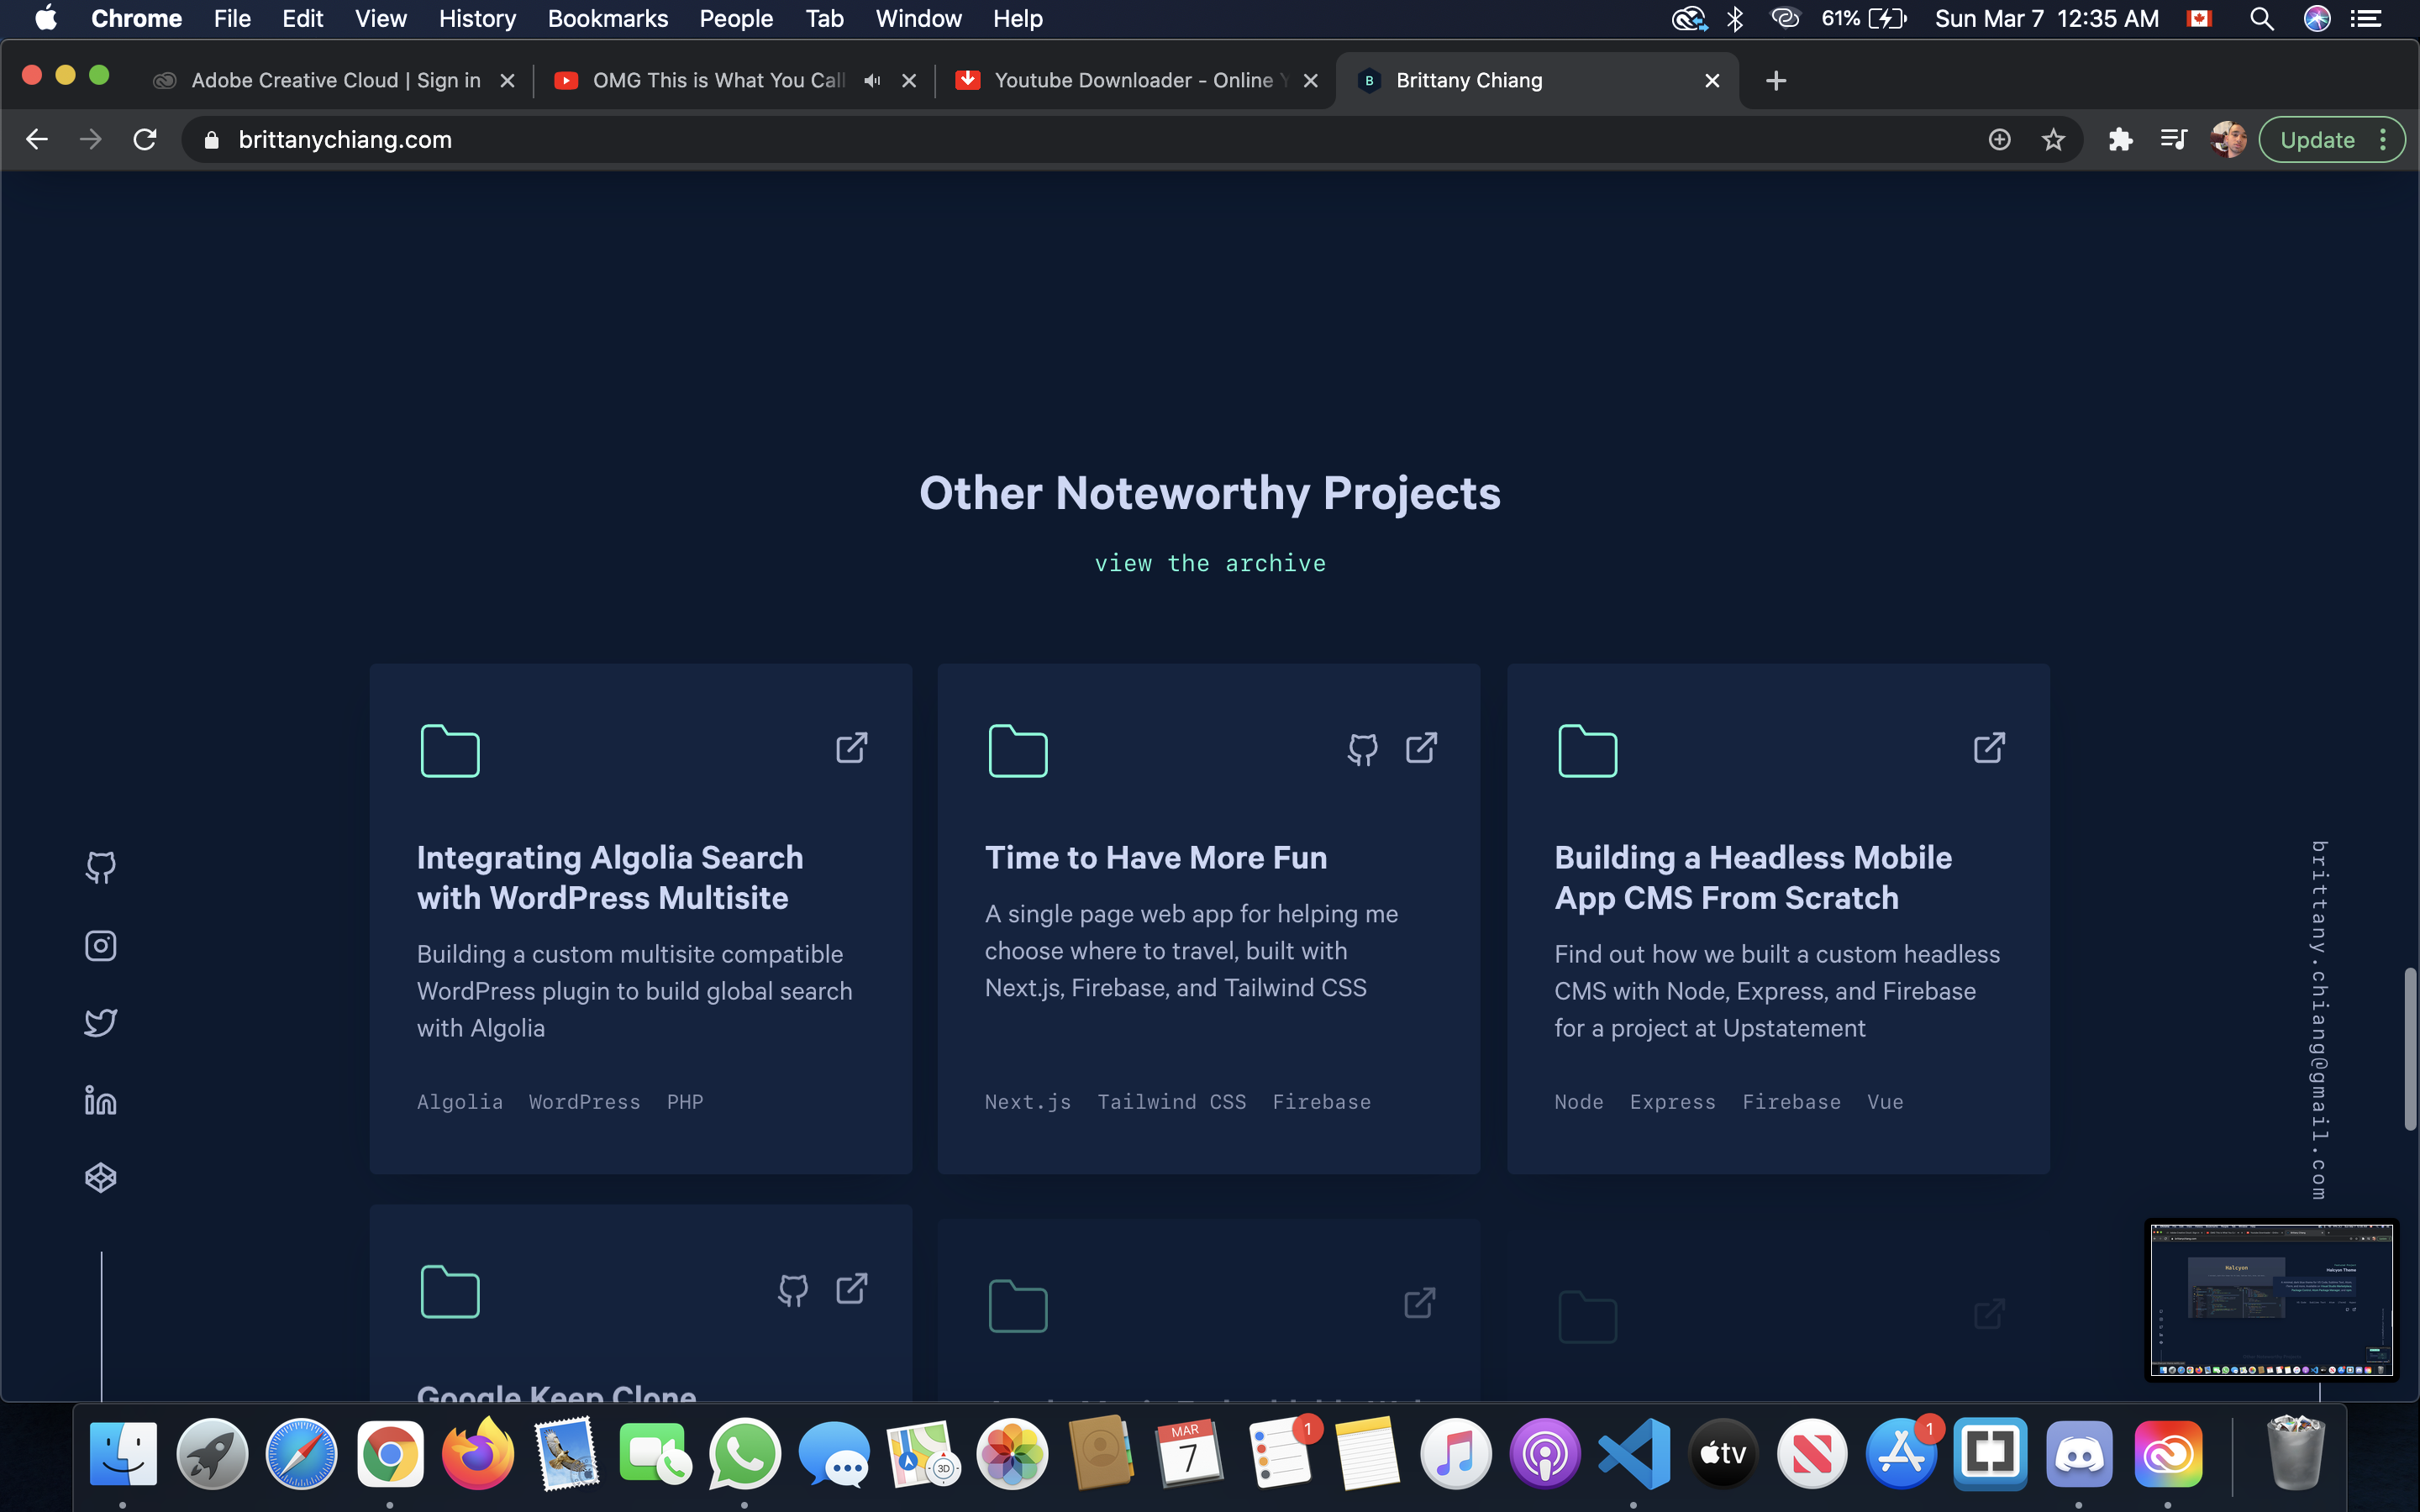 Chrome File Edit View History Bookmarks People Tab Window Help 61% Sun Mar 7 12:35 AM
Adobe Creative Cloud | Sign in OMG This is What You Call Youtube Downloader - Online Y B Brittany Chiang
brittanychiang.com Update
Other Noteworthy Projects
view the archive
Integrating Algolia Search
with WordPress Multisite
Building a custom multisite compatible
WordPress plugin to build global search
with Algolia
Algolia WordPress PHP
Time to Have More Fun
A single page web app for helping me
choose where to travel, built with
Next.js, Firebase, and Tailwind CSS
Next.js Tailwind CSS Firebase
Building a Headless Mobile
App CMS From Scratch
Find out how we built a custom headless
CMS with Node, Express, and Firebase
for a project at Upstatement
Node Express Firebase Vue
brittany.chiang@gmail.com
Google Keep Clone
Halcyon
Halcyon Theme
3D
MAR
7
1
tv
1